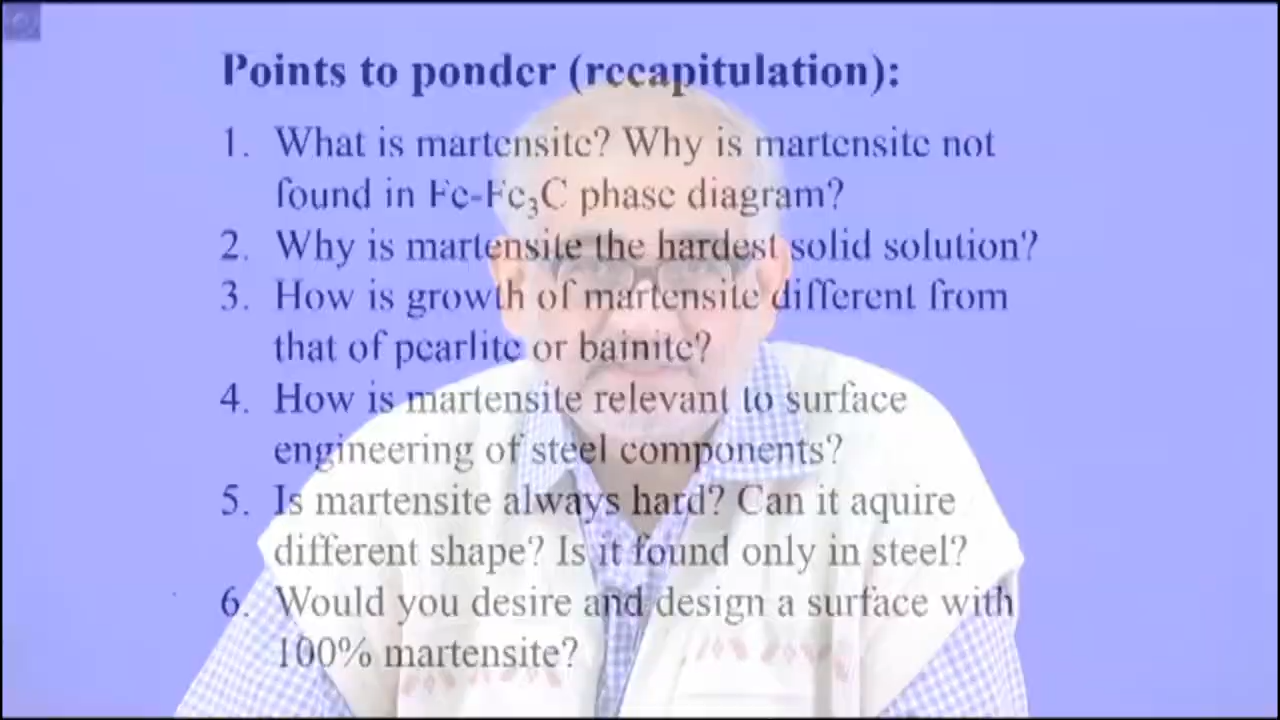 Points to ponder (recapitulation):
1. What is martensite? Why is martensite not
found in Fe-Fe₃C phase diagram?
2. Why is martensite the hardest solid solution?
3. How is growth of martensite different from
that of pearlite or bainite?
4. How is martensite relevant to surface
engineering of steel components?
5. Is martensite always hard? Can it aquire
different shape? Is it found only in steel?
6. Would you desire and design a surface with
100% martensite?